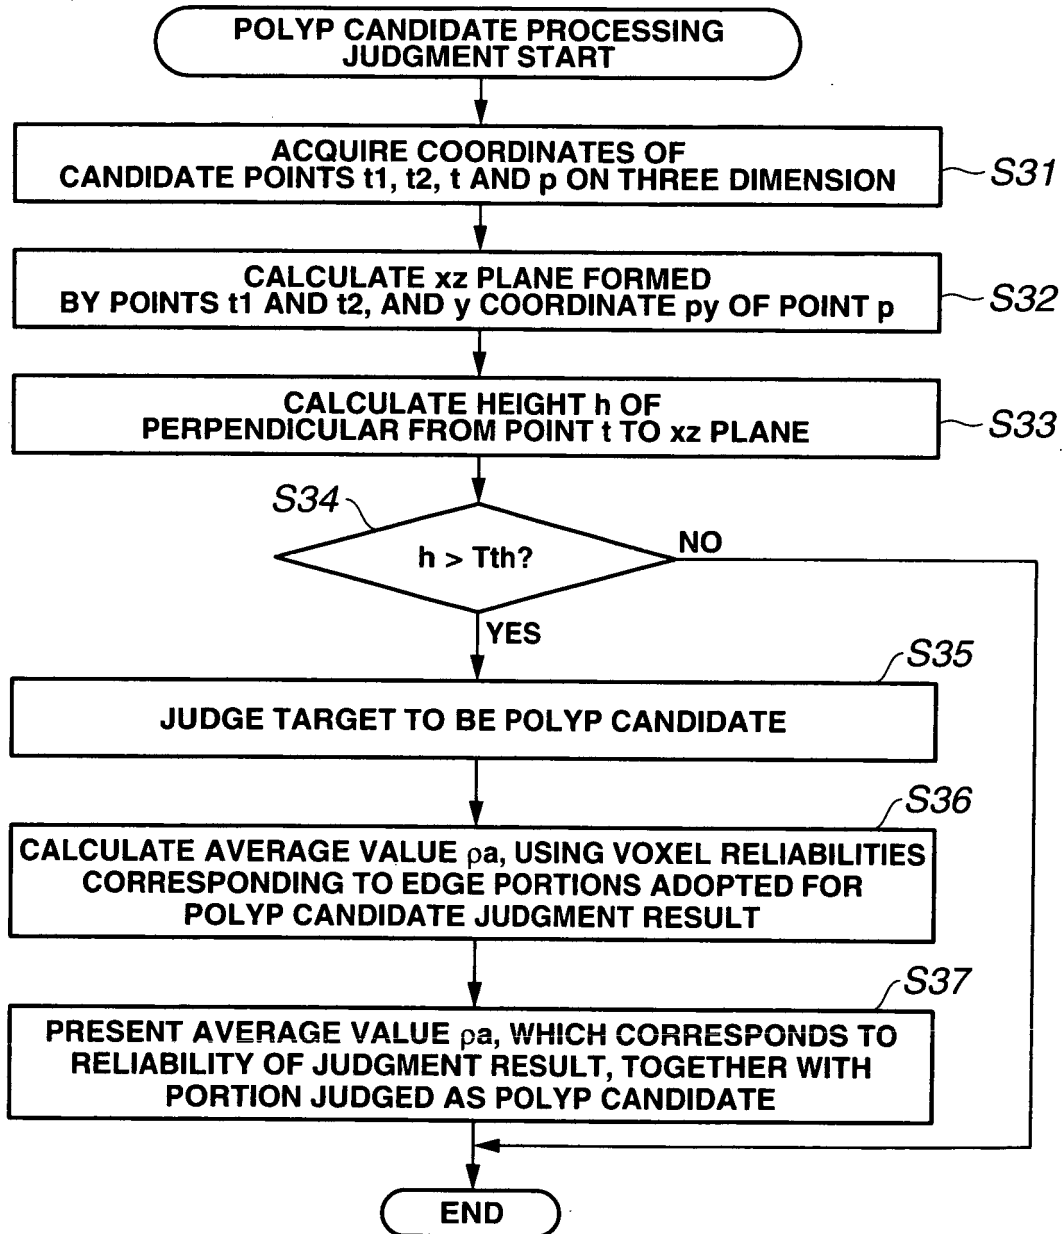 POLYP CANDIDATE PROCESSING
JUDGMENT START
ACQUIRE COORDINATES OF
CANDIDATE POINTS t1, t2, t AND p ON THREE DIMENSION
S31
CALCULATE xz PLANE FORMED
BY POINTS t1 AND t2, AND y COORDINATE py OF POINT p
S32
CALCULATE HEIGHT h OF
PERPENDICULAR FROM POINT t TO xz PLANE
S33
S34
h > Tth?
NO
YES
S35
JUDGE TARGET TO BE POLYP CANDIDATE
S36
CALCULATE AVERAGE VALUE ρa, USING VOXEL RELIABILITIES
CORRESPONDING TO EDGE PORTIONS ADOPTED FOR
POLYP CANDIDATE JUDGMENT RESULT
S37
PRESENT AVERAGE VALUE ρa, WHICH CORRESPONDS TO
RELIABILITY OF JUDGMENT RESULT, TOGETHER WITH
PORTION JUDGED AS POLYP CANDIDATE
END